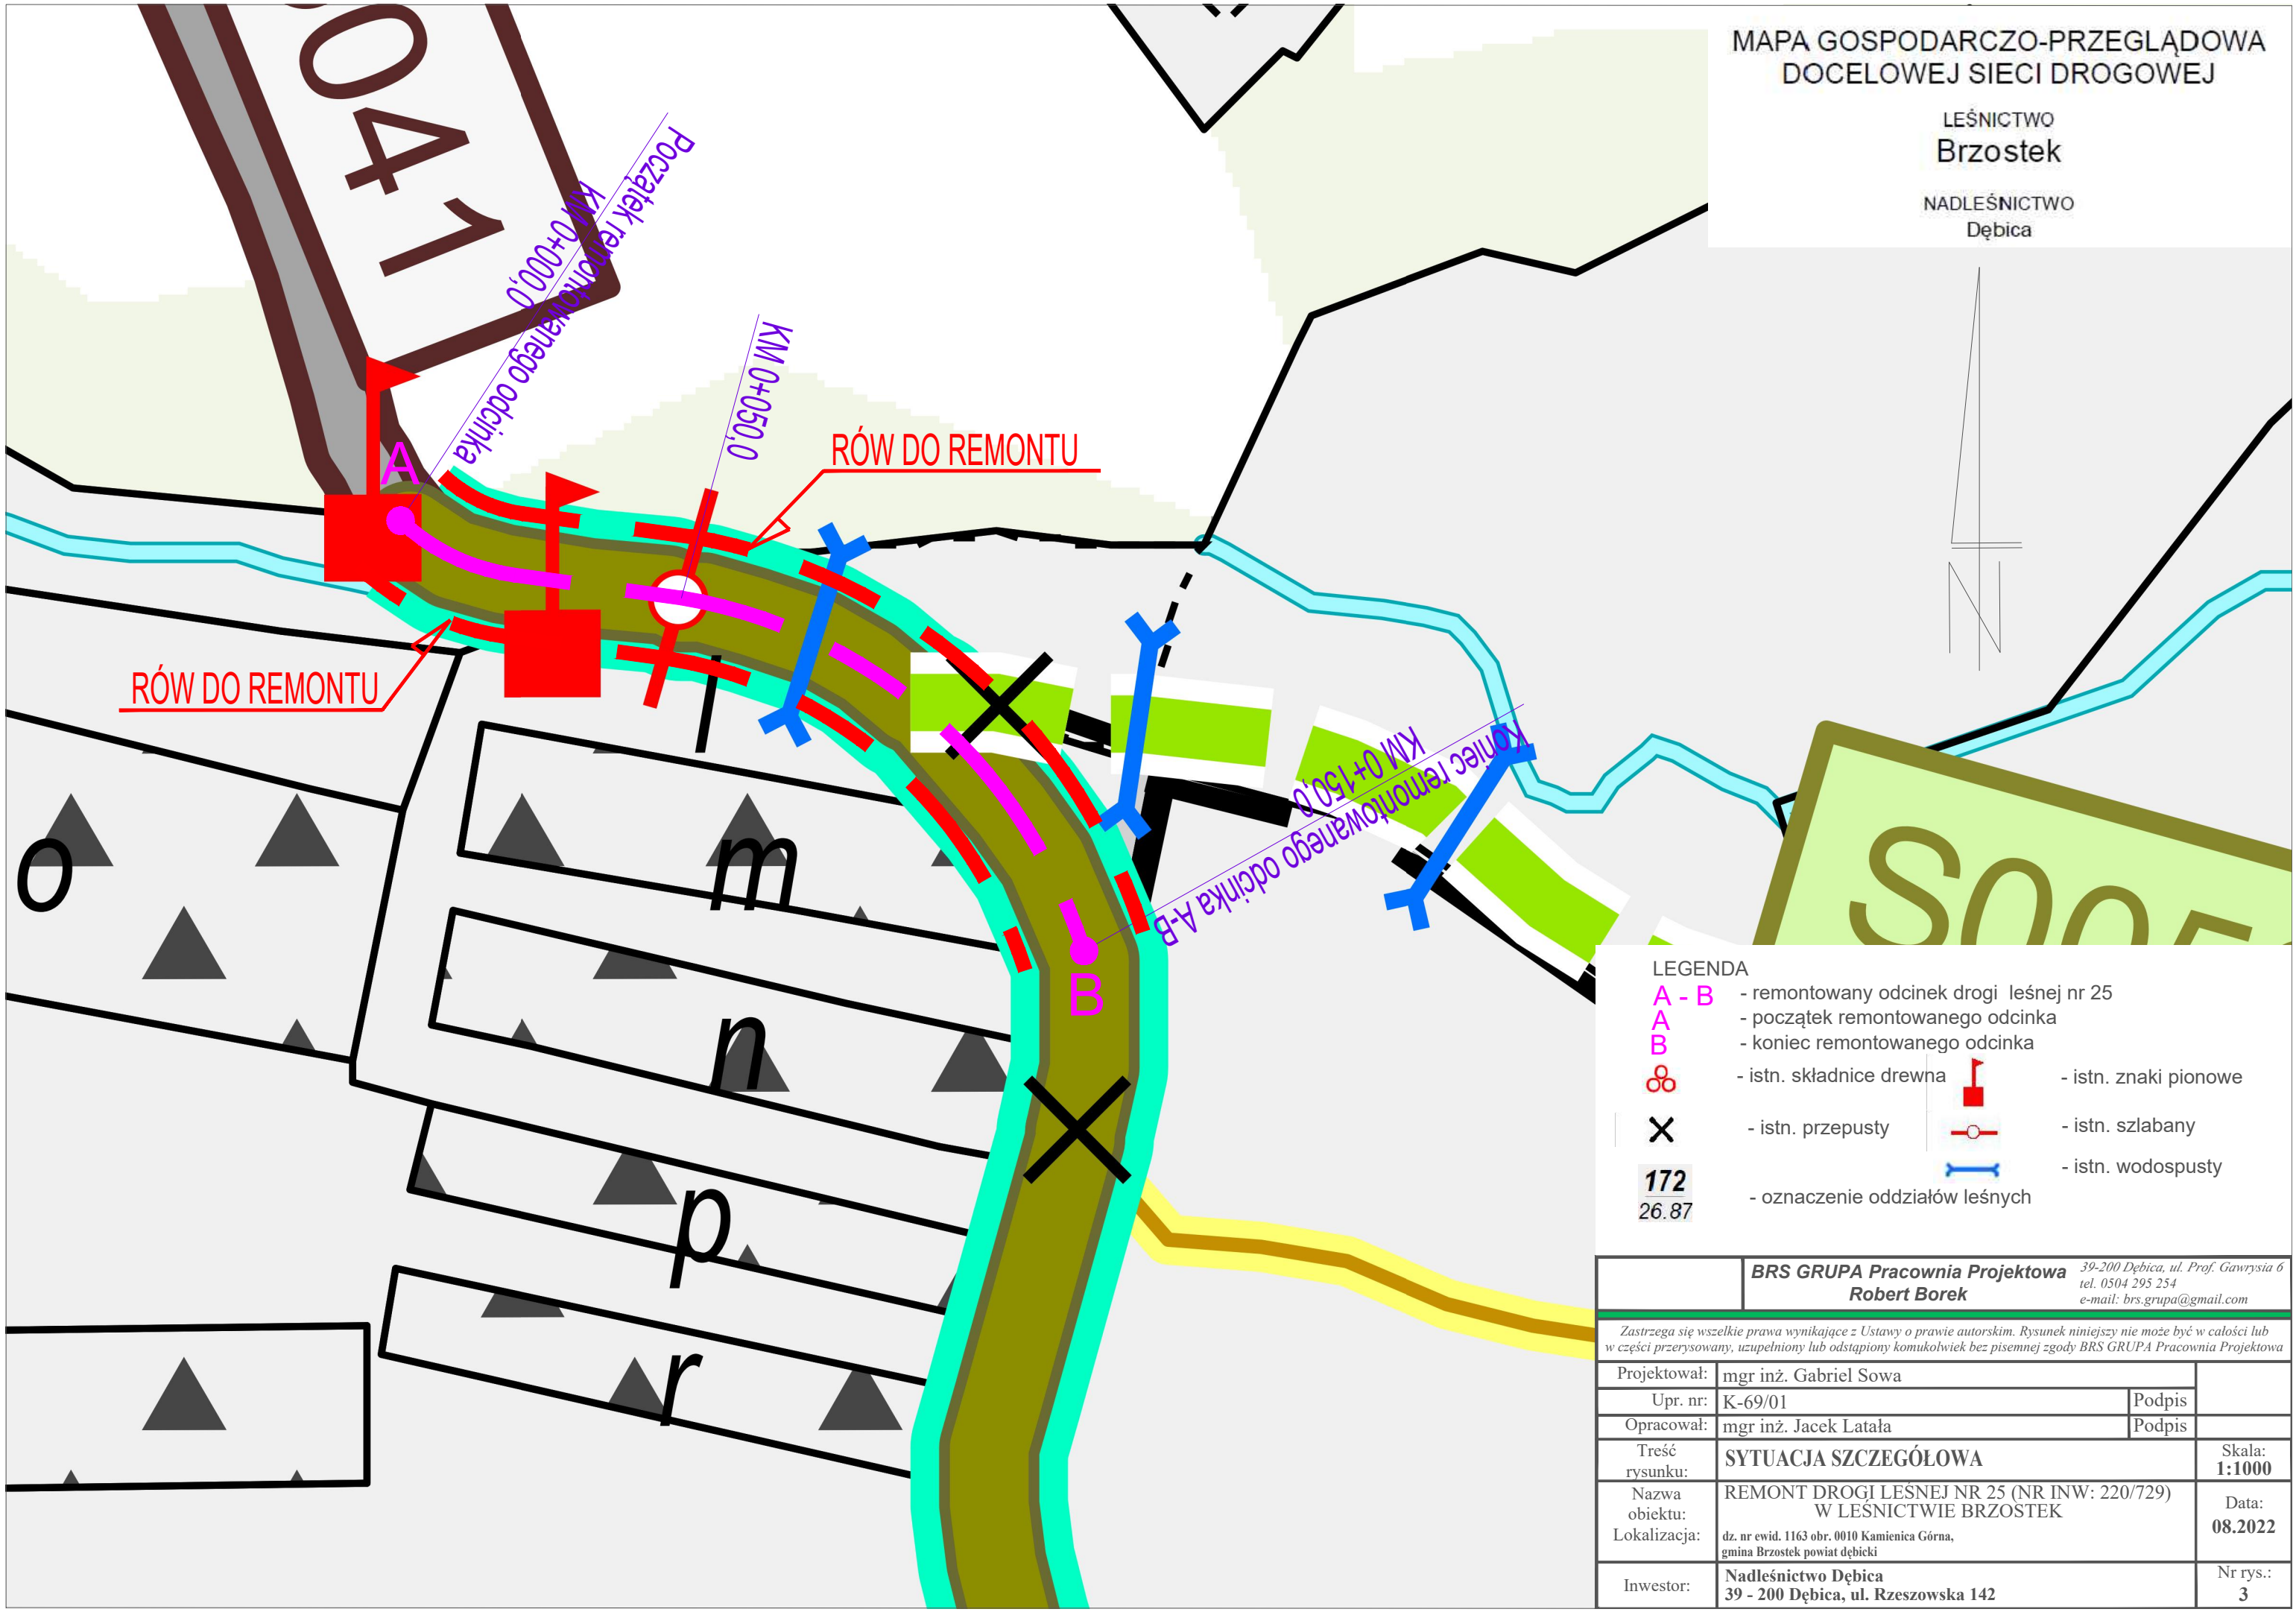 MAPA GOSPODARCZO-PRZEGLĄDOWA
DOCELOWEJ SIECI DROGOWEJ
LEŚNICTWO
Brzostek
NADLEŚNICTWO
Dębica
041
Początek remontowanego odcinka
KM 0+000,0
KM 0+050,0
RÓW DO REMONTU
A
RÓW DO REMONTU
l
Koniec remontowanego odcinka A-B
KM 0+150,0
B
o
m
n
p
r
S005
LEGENDA
A - B - remontowany odcinek drogi leśnej nr 25
A - początek remontowanego odcinka
B - koniec remontowanego odcinka
- istn. składnice drewna
- istn. znaki pionowe
- istn. przepusty
- istn. szlabany
- istn. wodospusty
172
26.87
- oznaczenie oddziałów leśnych
BRS GRUPA Pracownia Projektowa
Robert Borek
39-200 Dębica, ul. Prof. Gawrysia 6
tel. 0504 295 254
e-mail: brs.grupa@gmail.com
Zastrzega się wszelkie prawa wynikające z Ustawy o prawie autorskim. Rysunek niniejszy nie może być w całości lub
w części przerysowany, uzupełniony lub odstąpiony komukolwiek bez pisemnej zgody BRS GRUPA Pracownia Projektowa
Projektował: mgr inż. Gabriel Sowa
Upr. nr: K-69/01 Podpis
Opracował: mgr inż. Jacek Latała Podpis
Treść rysunku: SYTUACJA SZCZEGÓŁOWA
Skala:
1:1000
Nazwa obiektu: REMONT DROGI LEŚNEJ NR 25 (NR INW: 220/729)
W LEŚNICTWIE BRZOSTEK
Lokalizacja: dz. nr ewid. 1163 obr. 0010 Kamienica Górna,
gmina Brzostek powiat dębicki
Data:
08.2022
Inwestor: Nadleśnictwo Dębica
39 - 200 Dębica, ul. Rzeszowska 142
Nr rys.:
3